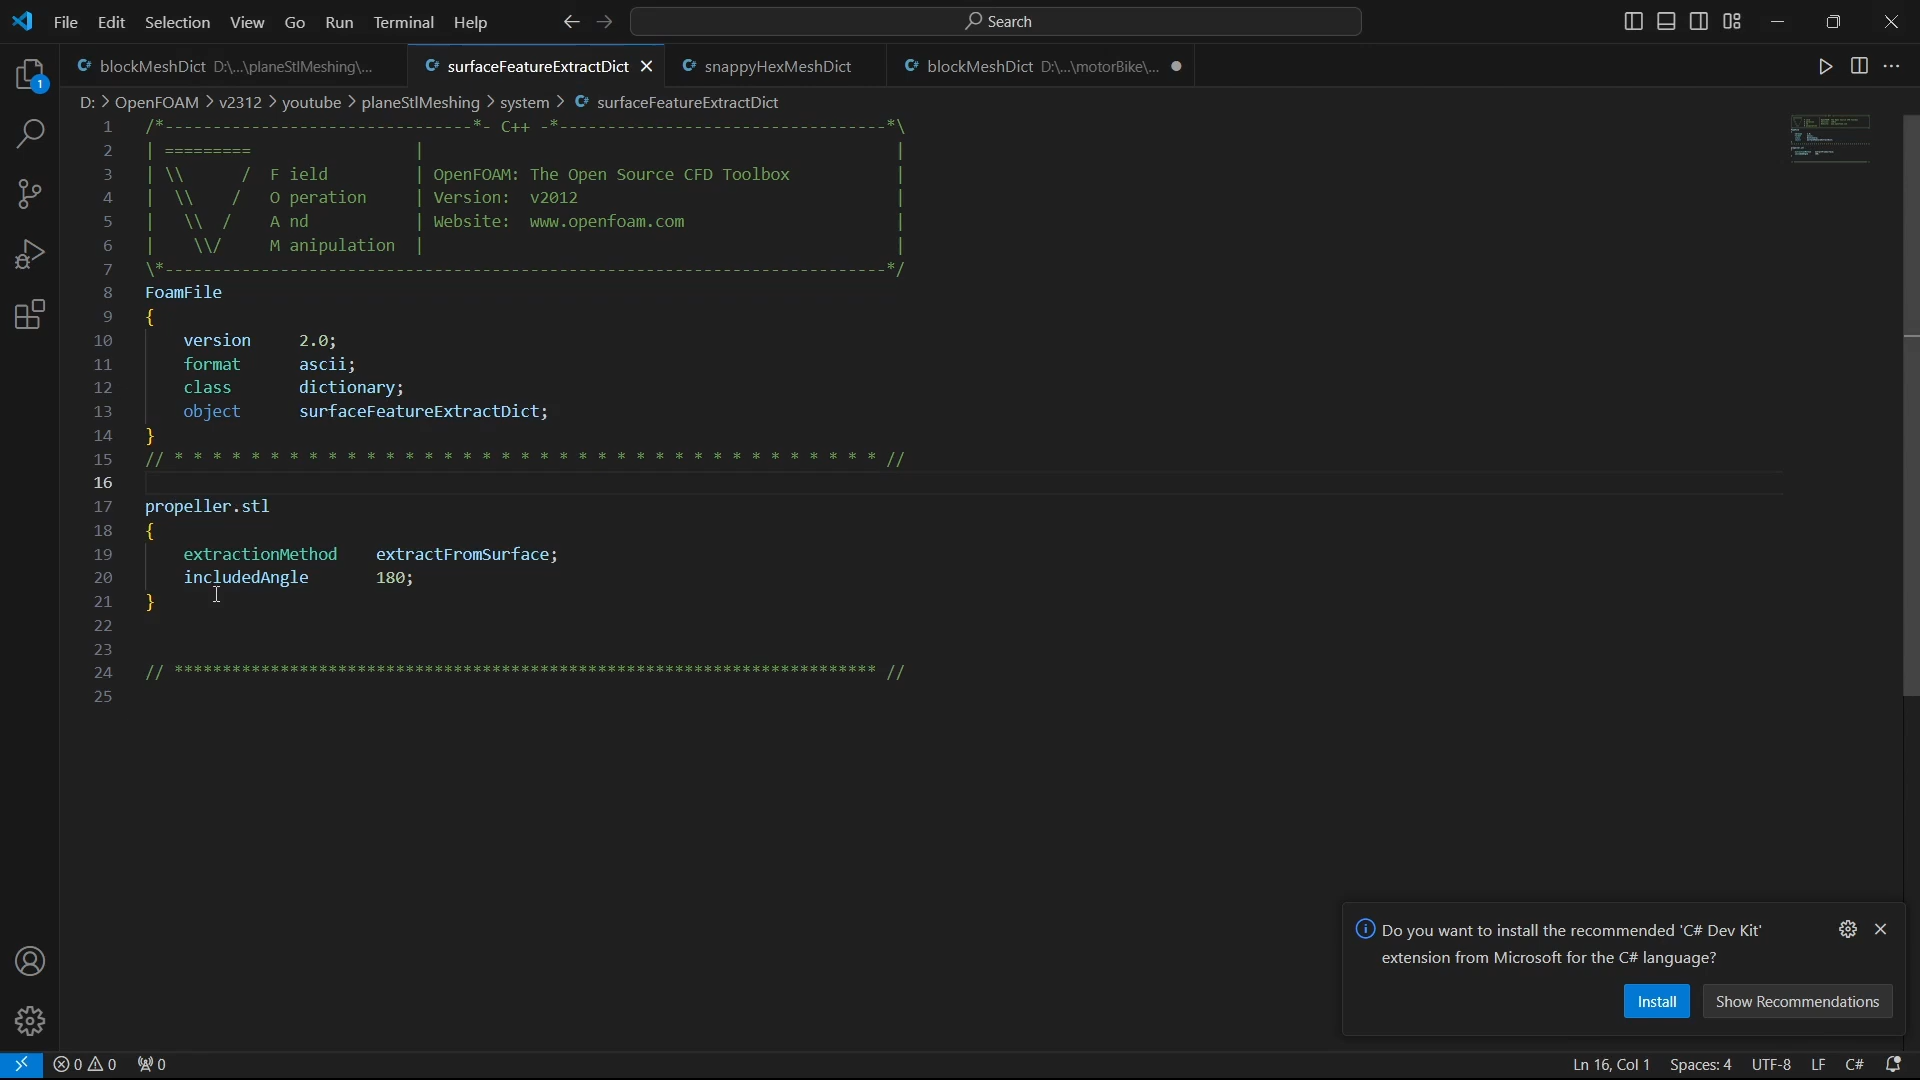 File Edit Selection View Go Run Terminal Help Search
blockMeshDict D:\...\planeStlMeshing\... surfaceFeatureExtractDict snappyHexMeshDict blockMeshDict D:\...\motorBike\...
D: > OpenFOAM > v2312 > youtube > planeStlMeshing > system > surfaceFeatureExtractDict
1 /*--------------------------------*- C++ -*----------------------------------*\
2 | =========                 |                                                 |
3 | \\      / F ield | OpenFOAM: The Open Source CFD Toolbox |
4 | \\     / O peration | Version: v2012 |
5 | \\ / A nd | Website: www.openfoam.com |
6 | \\/ M anipulation | |
7 \*---------------------------------------------------------------------------*/
8 FoamFile
9 {
10 version 2.0;
11 format ascii;
12 class dictionary;
13 object surfaceFeatureExtractDict;
14 }
15 // * * * * * * * * * * * * * * * * * * * * * * * * * * * * * * * * * * * * * //
16
17 propeller.stl
18 {
19 extractionMethod extractFromSurface;
20 includedAngle 180;
21 }
22
23
24 // ************************************************************************* //
25
Do you want to install the recommended 'C# Dev Kit'
extension from Microsoft for the C# language?
Install Show Recommendations
0 0 0 Ln 16, Col 1 Spaces: 4 UTF-8 LF C#